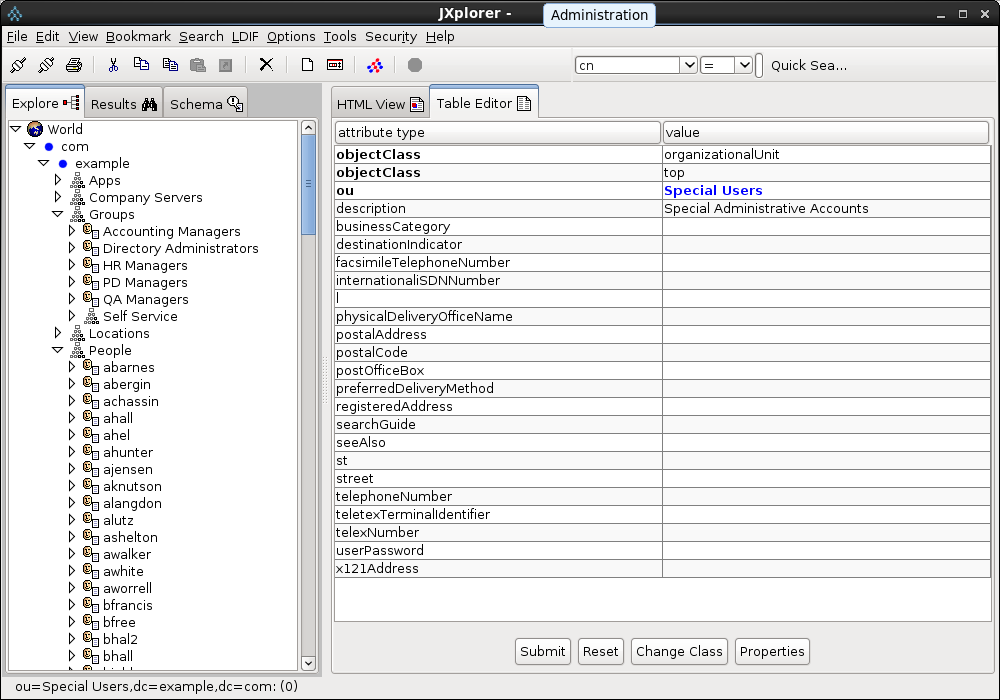 JXplorer -
Administration
File Edit View Bookmark Search LDIF Options Tools Security Help
cn = Quick Sea...
Explore Results Schema
HTML View Table Editor
World
com
example
Apps
Company Servers
Groups
Accounting Managers
Directory Administrators
HR Managers
PD Managers
QA Managers
Self Service
Locations
People
abarnes
abergin
achassin
ahall
ahel
ahunter
ajensen
aknutson
alangdon
alutz
ashelton
awalker
awhite
aworrell
bfrancis
bfree
bhal2
bhall
attribute type value
objectClass organizationalUnit
objectClass top
ou Special Users
description Special Administrative Accounts
businessCategory
destinationIndicator
facsimileTelephoneNumber
internationaliSDNNumber
l
physicalDeliveryOfficeName
postalAddress
postalCode
postOfficeBox
preferredDeliveryMethod
registeredAddress
searchGuide
seeAlso
st
street
telephoneNumber
teletexTerminalIdentifier
telexNumber
userPassword
x121Address
Submit Reset Change Class Properties
ou=Special Users,dc=example,dc=com: (0)